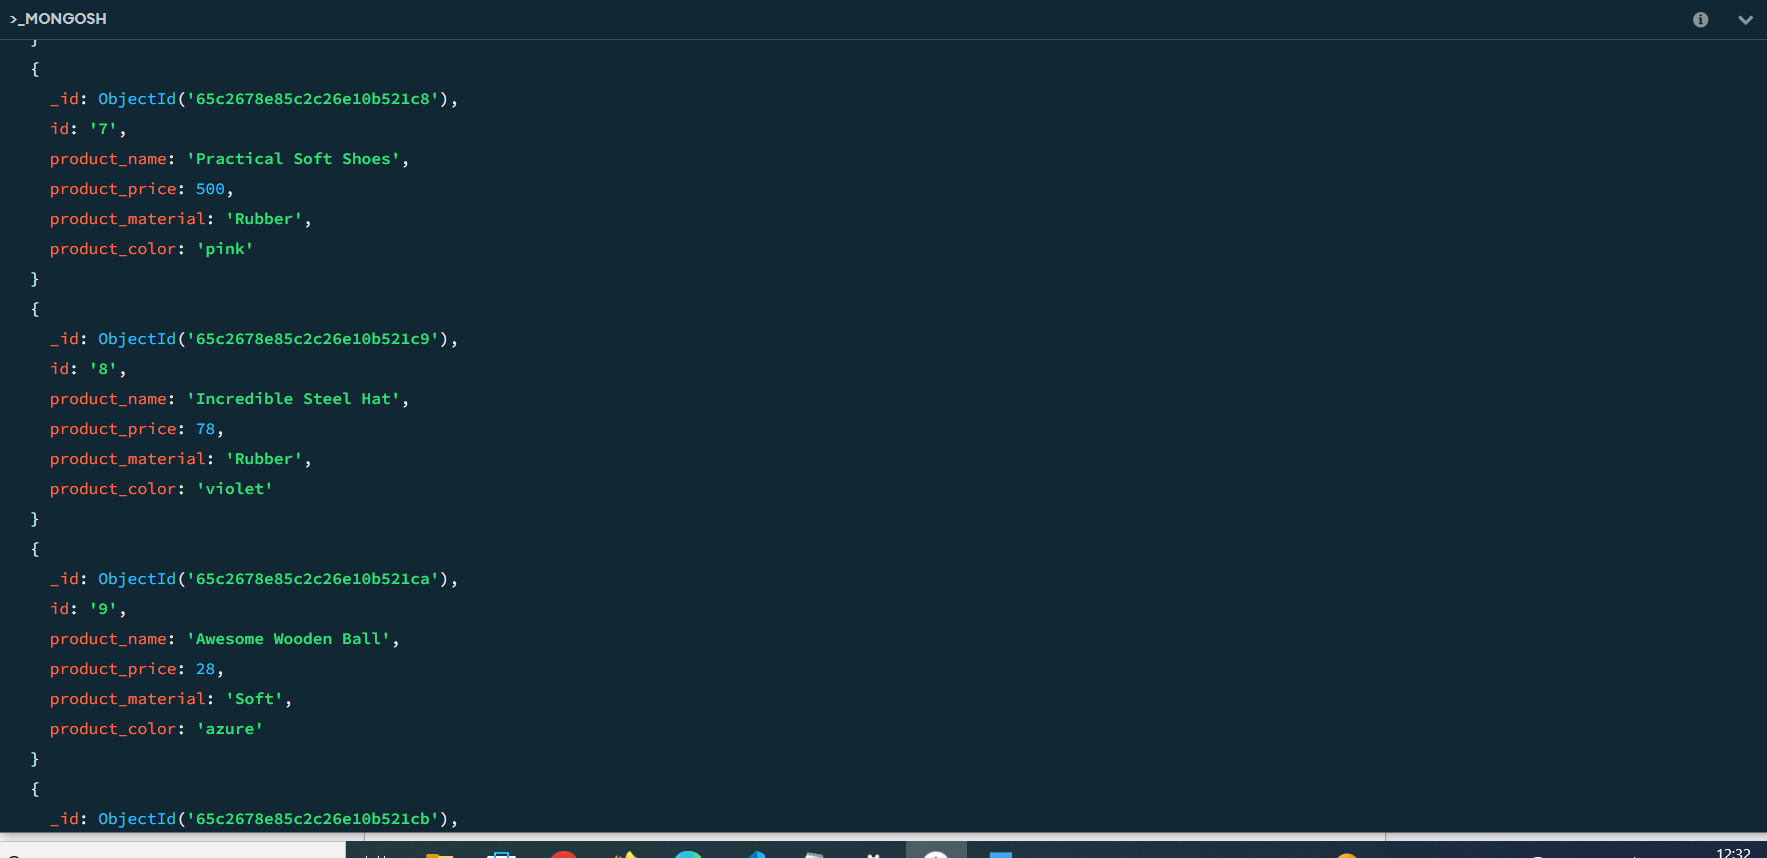 >_MONGOSH
}
{
_id: ObjectId('65c2678e85c2c26e10b521c8'),
id: '7',
product_name: 'Practical Soft Shoes',
product_price: 500,
product_material: 'Rubber',
product_color: 'pink'
}
{
_id: ObjectId('65c2678e85c2c26e10b521c9'),
id: '8',
product_name: 'Incredible Steel Hat',
product_price: 78,
product_material: 'Rubber',
product_color: 'violet'
}
{
_id: ObjectId('65c2678e85c2c26e10b521ca'),
id: '9',
product_name: 'Awesome Wooden Ball',
product_price: 28,
product_material: 'Soft',
product_color: 'azure'
}
{
_id: ObjectId('65c2678e85c2c26e10b521cb'),
12:32